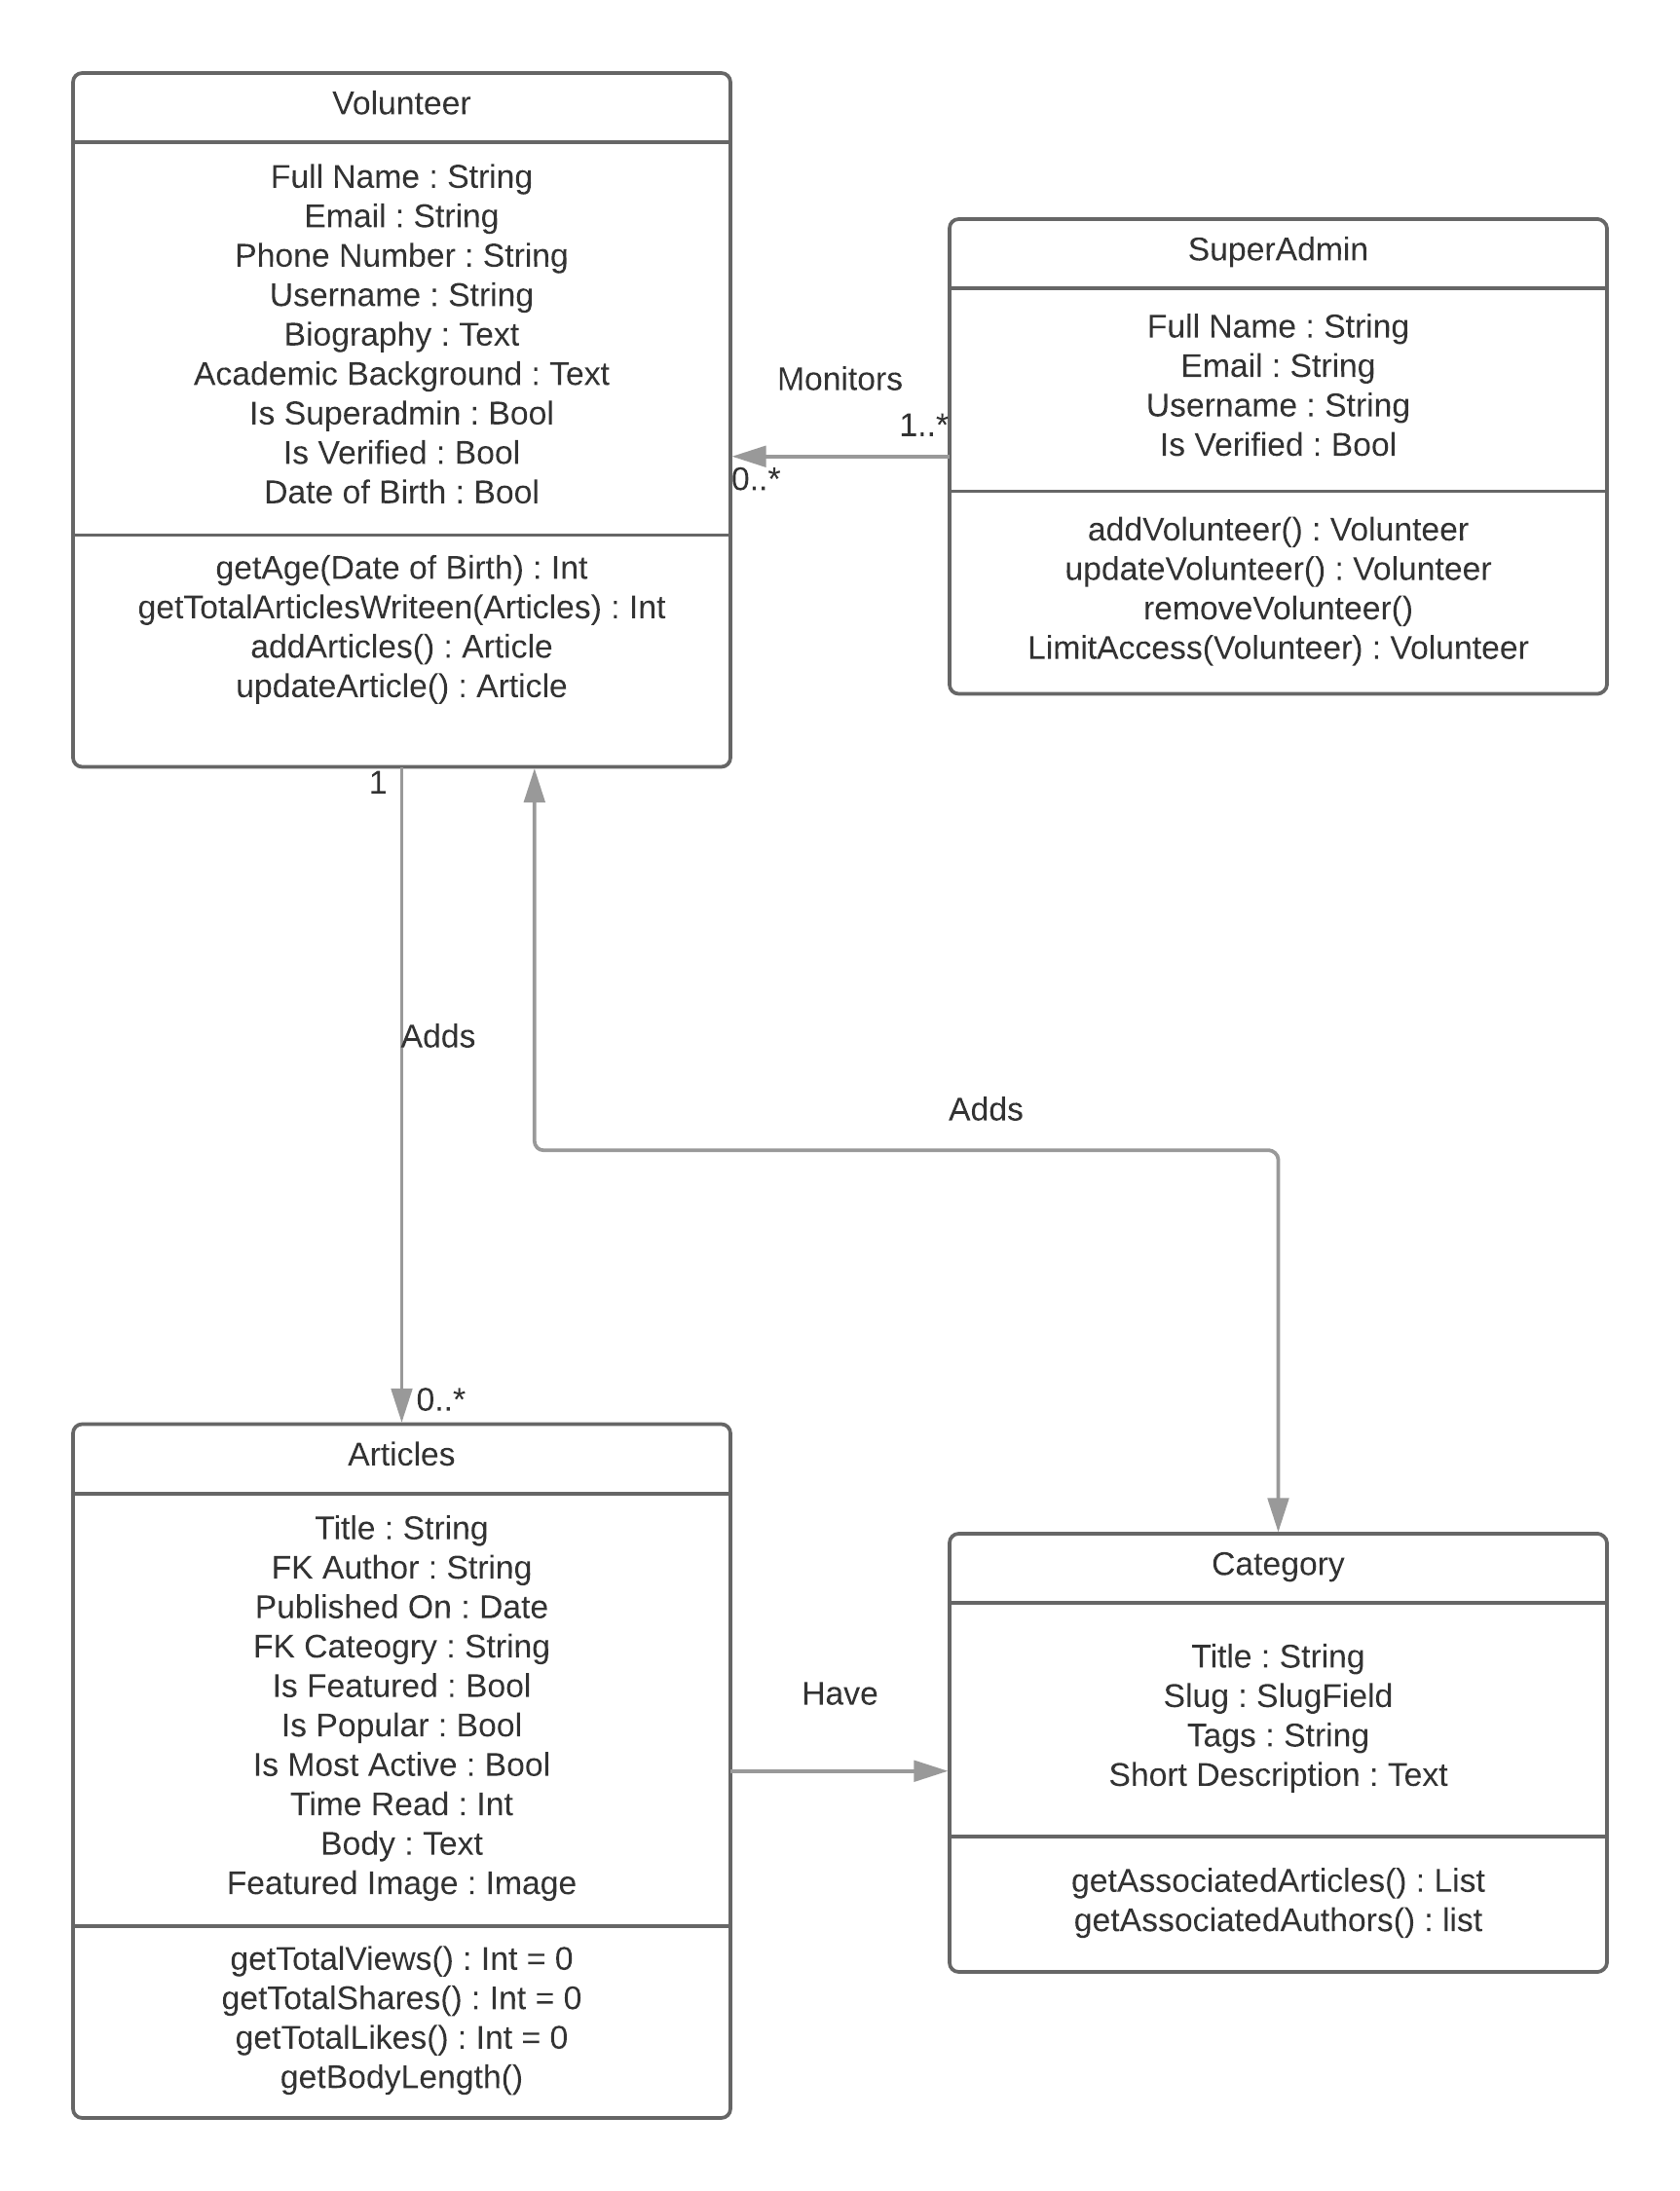 Volunteer
Full Name : String
Email : String
Phone Number : String
Username : String
Biography : Text
Academic Background : Text
Is Superadmin : Bool
Is Verified : Bool
Date of Birth : Bool
getAge(Date of Birth) : Int
getTotalArticlesWriteen(Articles) : Int
addArticles() : Article
updateArticle() : Article
Monitors
1..*
0..*
SuperAdmin
Full Name : String
Email : String
Username : String
Is Verified : Bool
addVolunteer() : Volunteer
updateVolunteer() : Volunteer
removeVolunteer()
LimitAccess(Volunteer) : Volunteer
1
Adds
0..*
Adds
Articles
Title : String
FK Author : String
Published On : Date
FK Cateogry : String
Is Featured : Bool
Is Popular : Bool
Is Most Active : Bool
Time Read : Int
Body : Text
Featured Image : Image
getTotalViews() : Int = 0
getTotalShares() : Int = 0
getTotalLikes() : Int = 0
getBodyLength()
Have
Category
Title : String
Slug : SlugField
Tags : String
Short Description : Text
getAssociatedArticles() : List
getAssociatedAuthors() : list